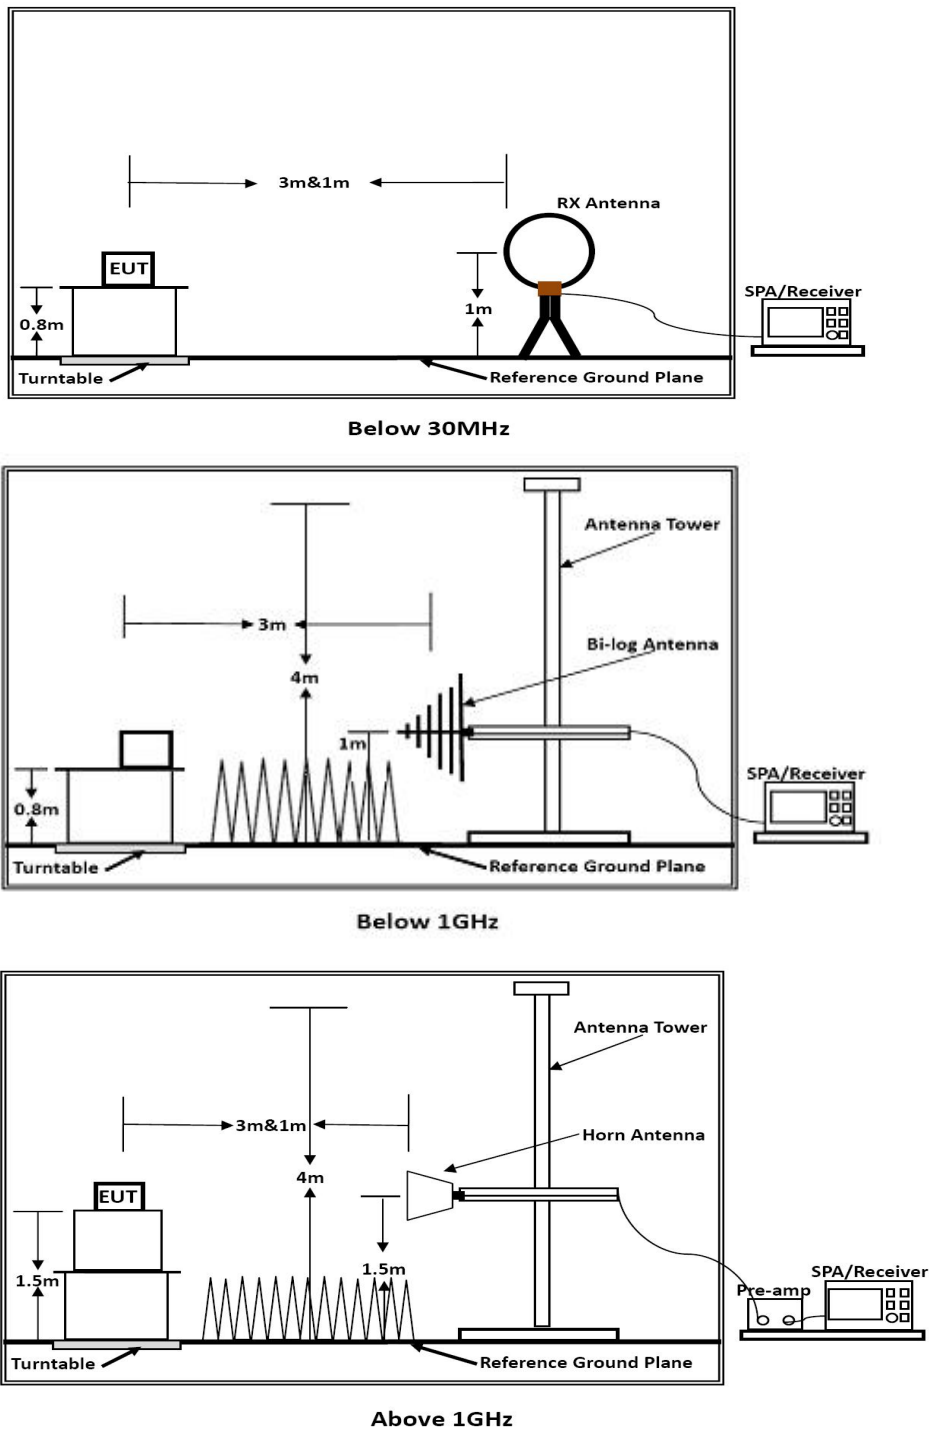 3m&1m
RX Antenna
EUT
SPA/Receiver
0.8m
1m
Turntable
Reference Ground Plane
Below 30MHz
Antenna Tower
3m
Bi-log Antenna
4m
1m
SPA/Receiver
0.8m
Turntable
Reference Ground Plane
Below 1GHz
Antenna Tower
3m&1m
Horn Antenna
4m
EUT
1.5m
1.5m
SPA/Receiver
Pre-amp
Turntable
Reference Ground Plane
Above 1GHz